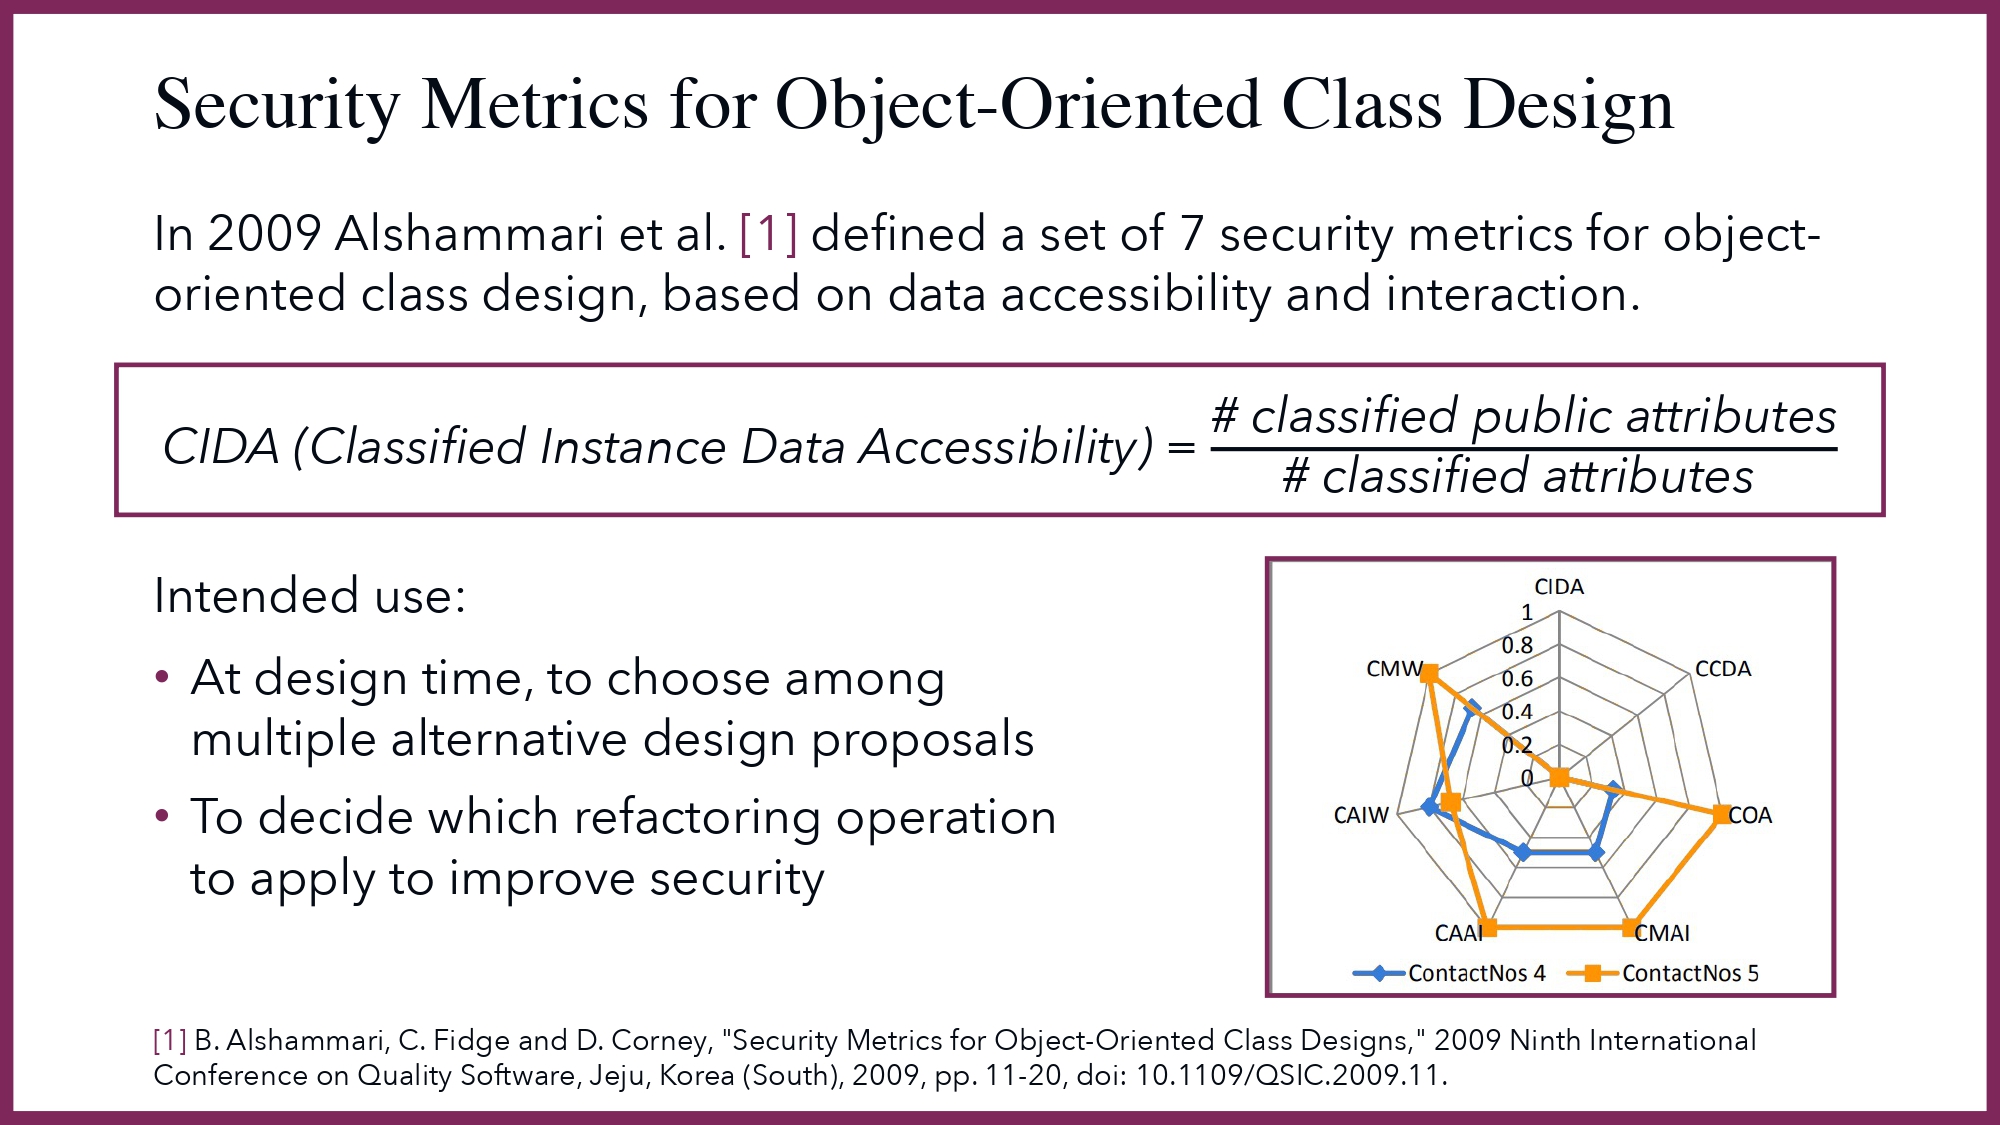 Security Metrics for Object-Oriented Class Design
In 2009 Alshammari et al. [1] defined a set of 7 security metrics for object-
oriented class design, based on data accessibility and interaction.
CIDA (Classified Instance Data Accessibility) = # classified public attributes
# classified attributes
Intended use:
• At design time, to choose among
multiple alternative design proposals
• To decide which refactoring operation
to apply to improve security
CIDA
1
0.8
CMW
CCDA
0.6
0.4
0.2
0
CAIW
COA
CAAI
CMAI
ContactNos 4
ContactNos 5
[1] B. Alshammari, C. Fidge and D. Corney, "Security Metrics for Object-Oriented Class Designs," 2009 Ninth International
Conference on Quality Software, Jeju, Korea (South), 2009, pp. 11-20, doi: 10.1109/QSIC.2009.11.